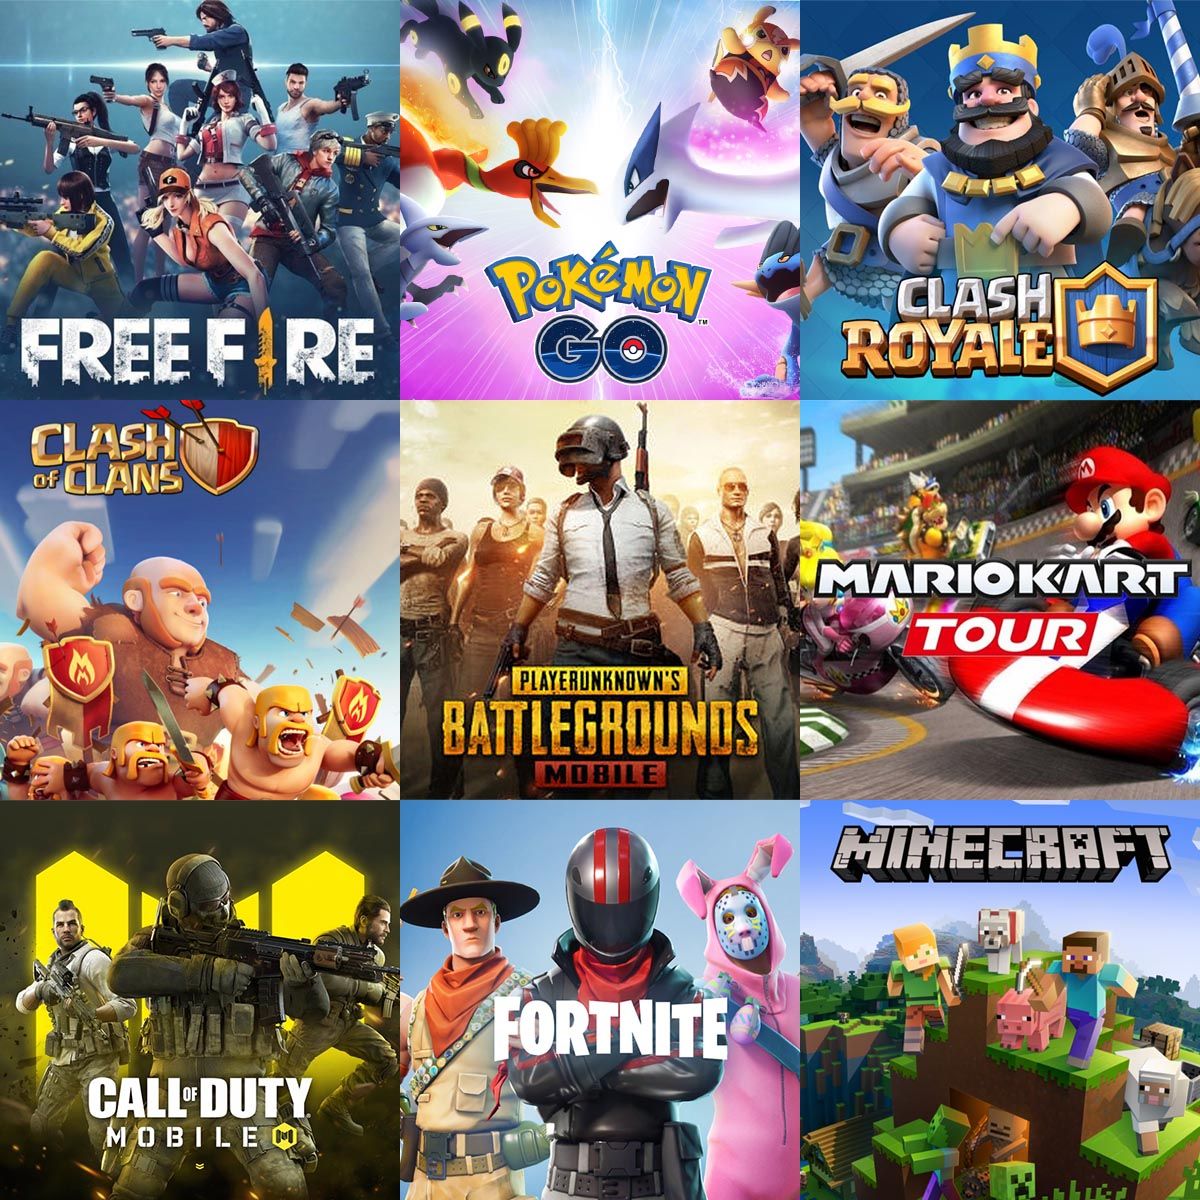 FREE FIRE
POKÉMON
GO
TM
CLASH
ROYALE
CLASH
OF CLANS
PLAYERUNKNOWN'S
BATTLEGROUNDS
MOBILE
M
MARIOKART
TOUR
CALL OF DUTY
MOBILE
FORTNITE
MINECRAFT